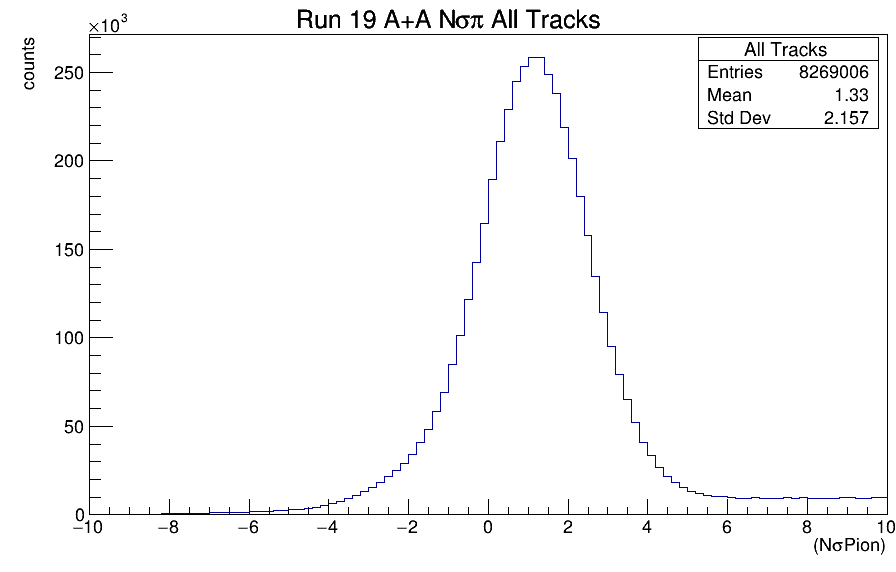 Run 19 A+A Nσπ All Tracks
×10³
counts
All Tracks
Entries 8269006
Mean 1.33
Std Dev 2.157
250
200
150
100
50
0
−10 −8 −6 −4 −2 0 2 4 6 8 10
(NσPion)